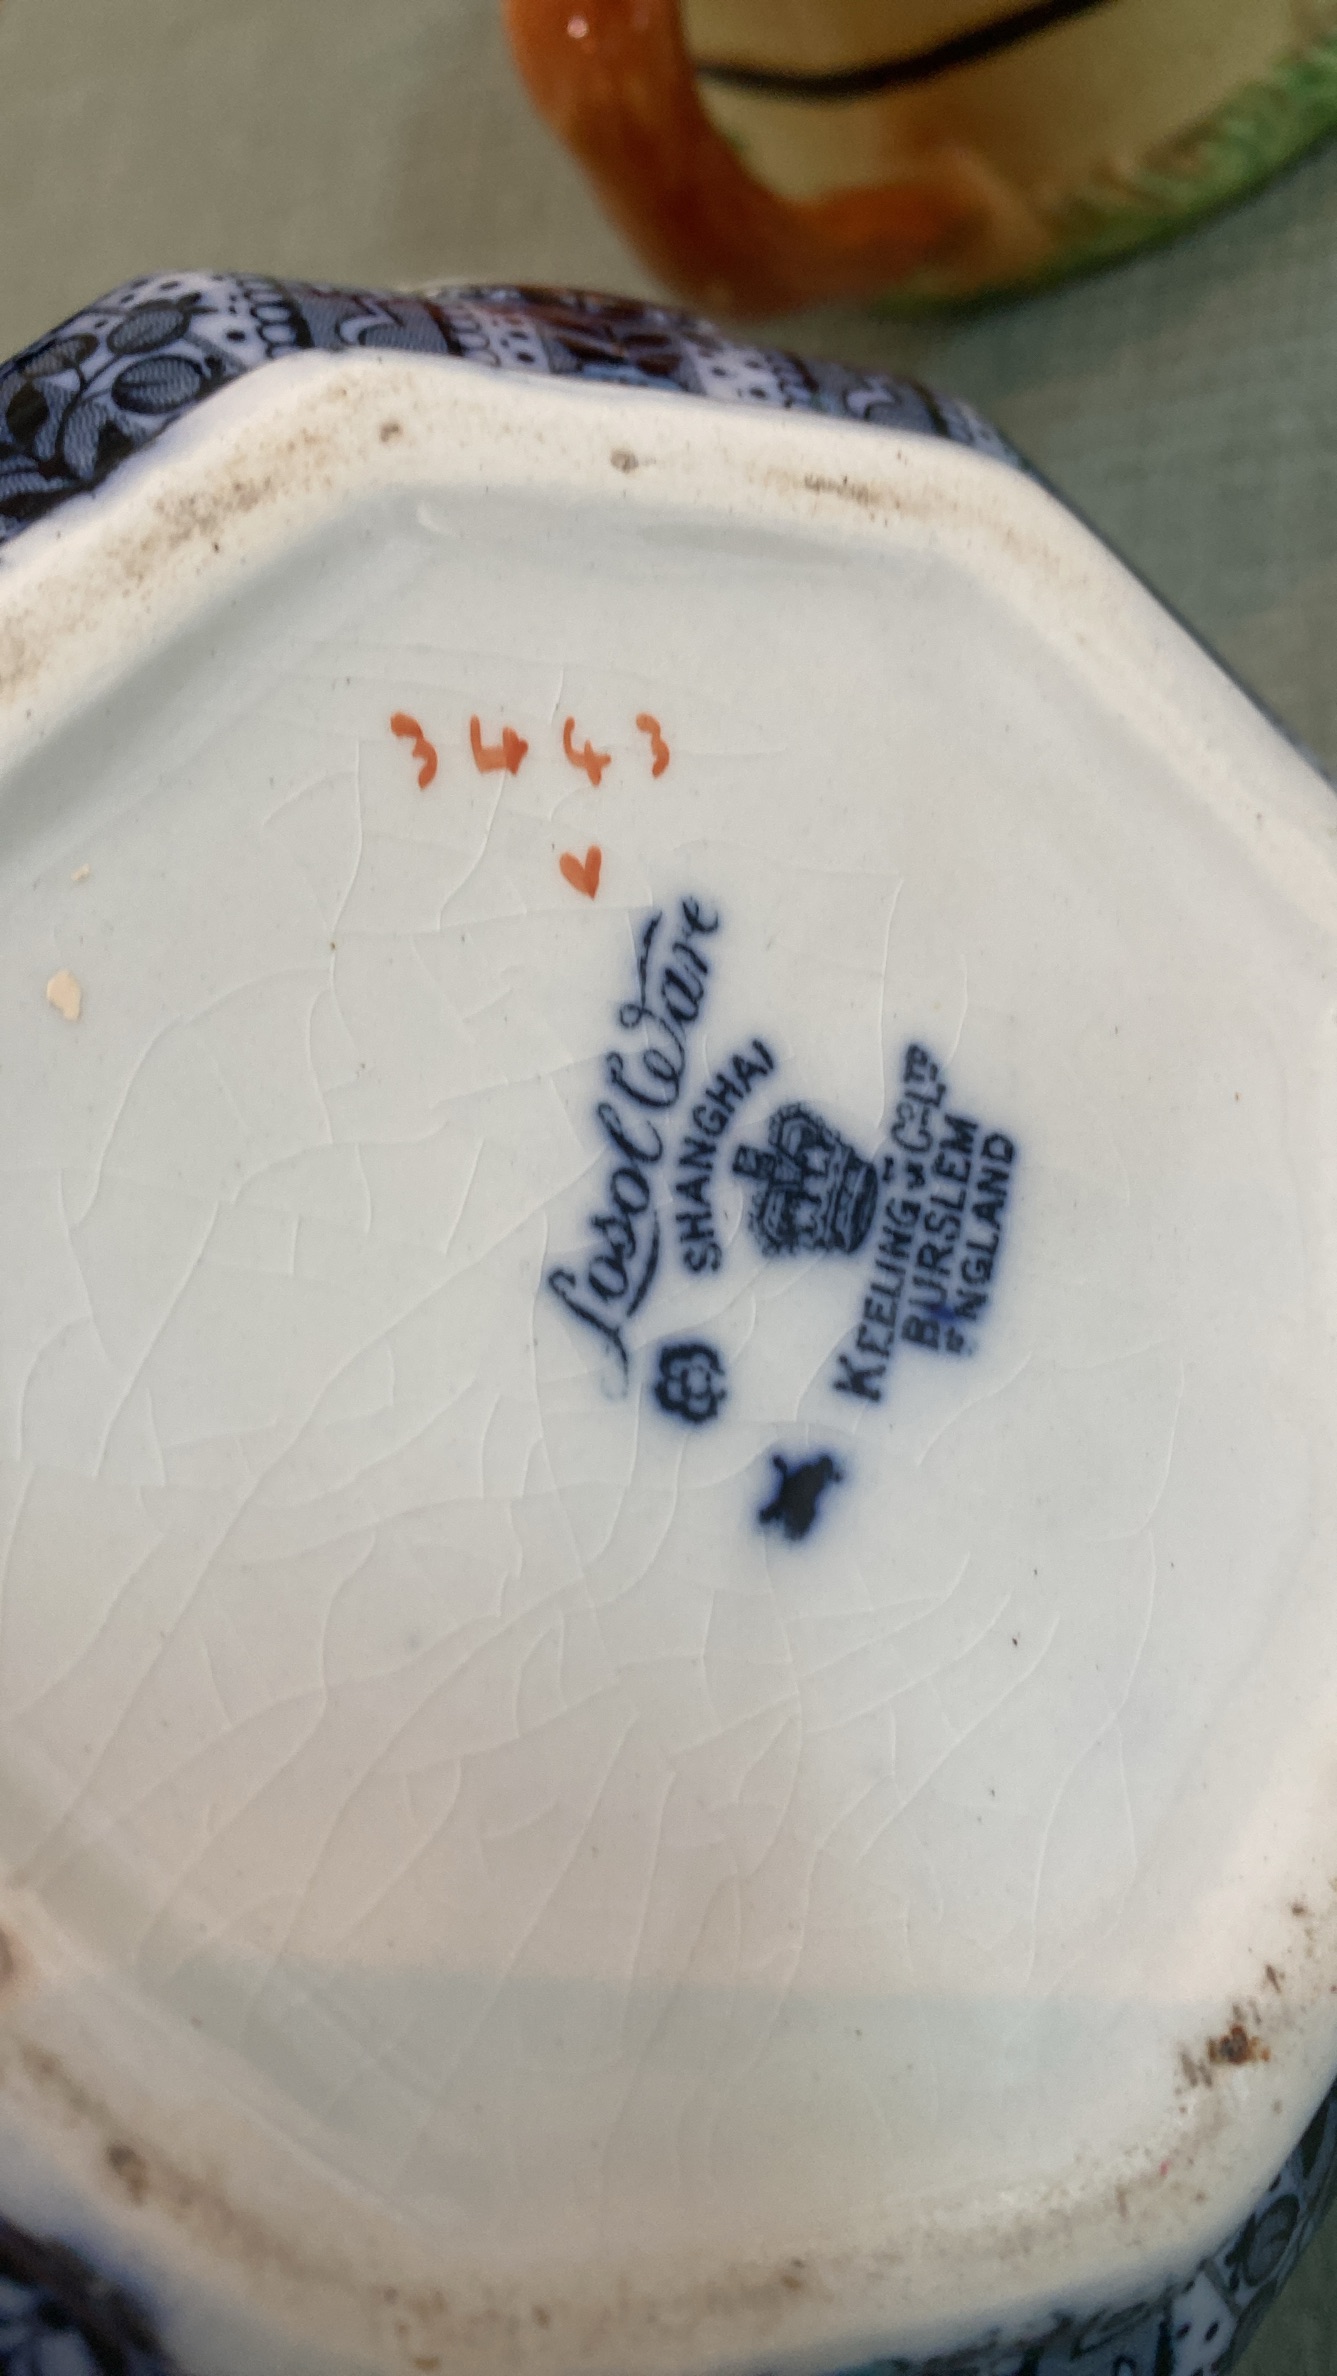 3443
Losol Ware
SHANGHAI
KEELING & CO LTD
BURSLEM
ENGLAND